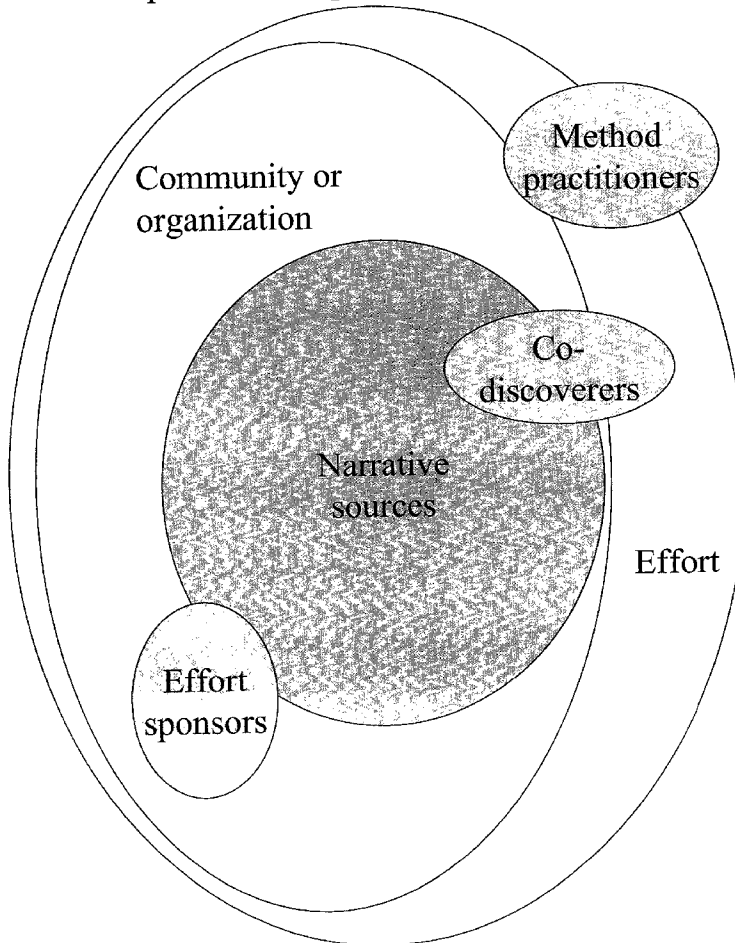 Method
practitioners
Community or
organization
Co-
discoverers
Narrative
sources
Effort
Effort
sponsors